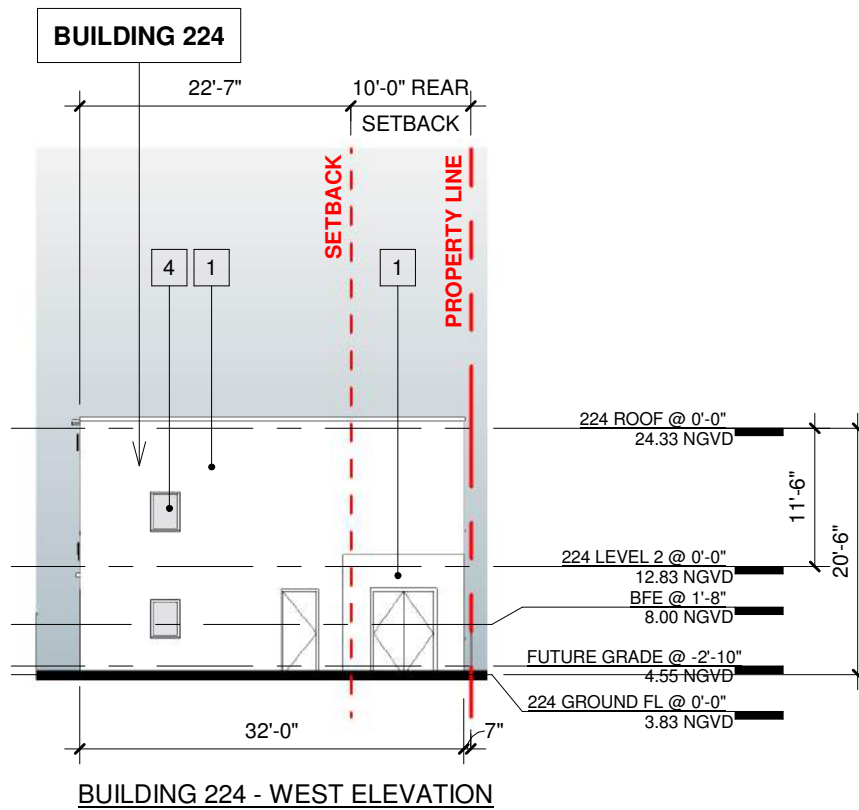 BUILDING 224
22'-7"
10'-0" REAR
SETBACK
SETBACK
PROPERTY LINE
4
1
1
224 ROOF @ 0'-0"
24.33 NGVD
11'-6"
20'-6"
224 LEVEL 2 @ 0'-0"
12.83 NGVD
BFE @ 1'-8"
8.00 NGVD
FUTURE GRADE @ -2'-10"
4.55 NGVD
224 GROUND FL @ 0'-0"
3.83 NGVD
32'-0"
7"
BUILDING 224 - WEST ELEVATION